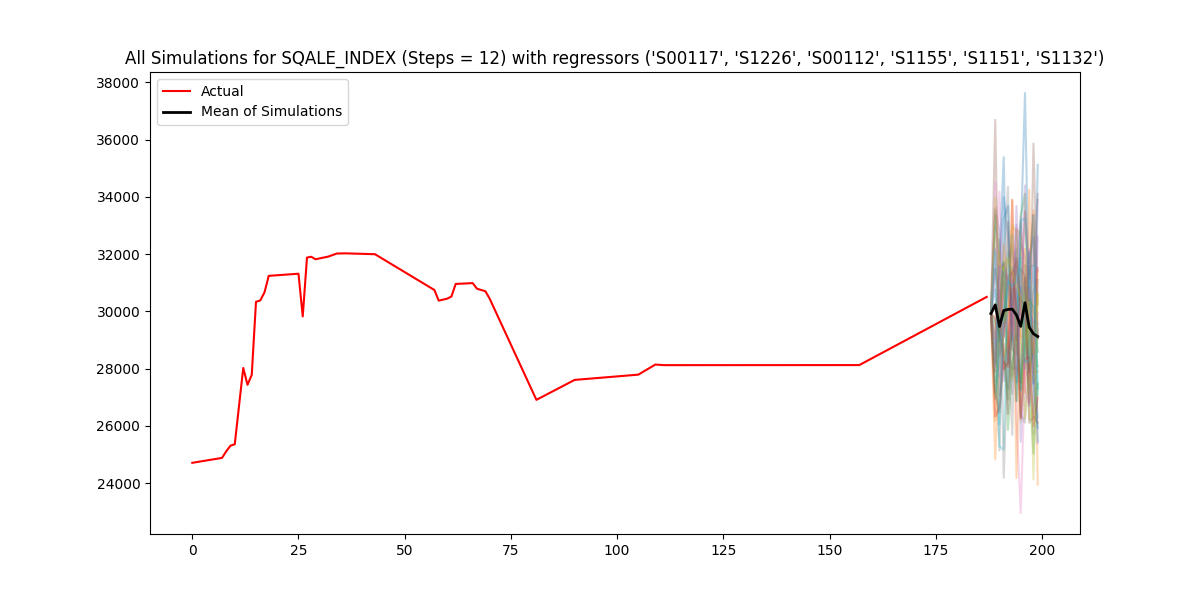 All Simulations for SQALE_INDEX (Steps = 12) with regressors ('S00117', 'S1226', 'S00112', 'S1155', 'S1151', 'S1132')
Actual
Mean of Simulations
38000
36000
34000
32000
30000
28000
26000
24000
0 25 50 75 100 125 150 175 200